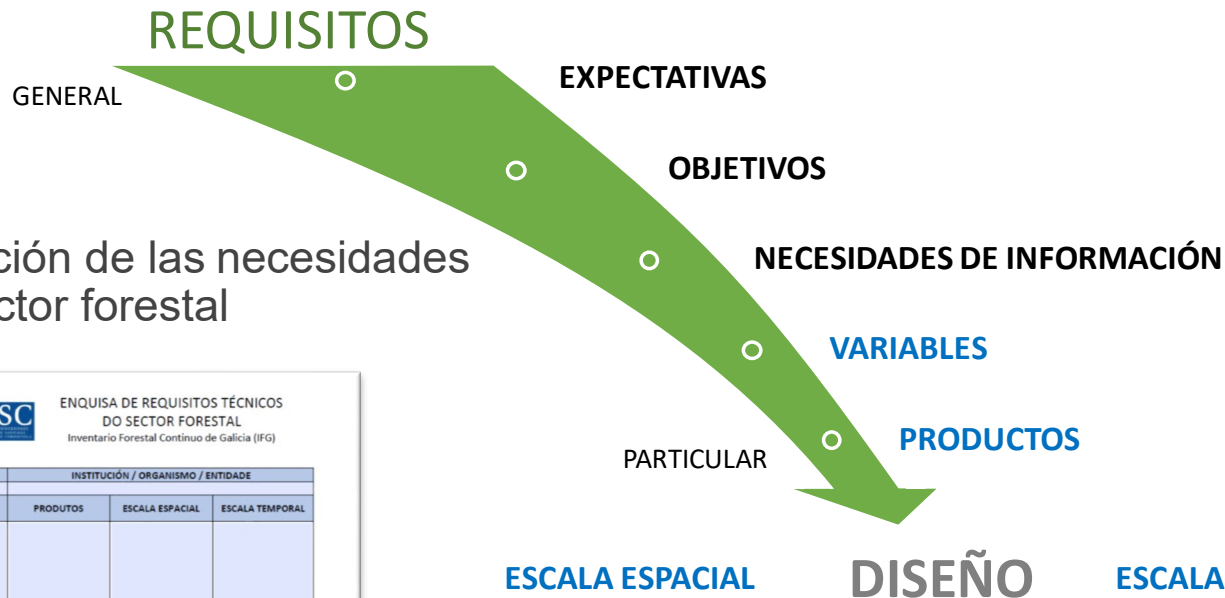 REQUISITOS
GENERAL
EXPECTATIVAS
OBJETIVOS
ción de las necesidades
ctor forestal
NECESIDADES DE INFORMACIÓN
VARIABLES
PRODUCTOS
PARTICULAR
SC
ENQUISA DE REQUISITOS TÉCNICOS
DO SECTOR FORESTAL
Inventario Forestal Continuo de Galicia (IFG)
INSTITUCIÓN / ORGANISMO / ENTIDADE
PRODUTOS ESCALA ESPACIAL ESCALA TEMPORAL
ESCALA ESPACIAL DISEÑO ESCALA